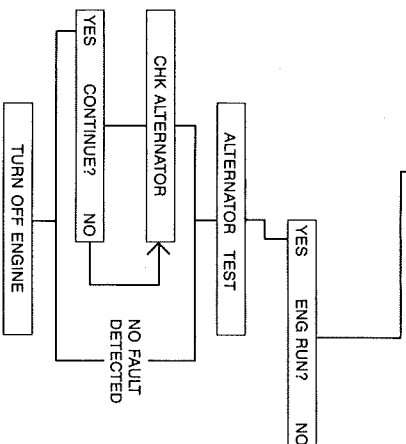 YES ENG RUN? NO
ALTERNATOR TEST
CHK ALTERNATOR
NO FAULT
DETECTED
YES CONTINUE? NO
TURN OFF ENGINE